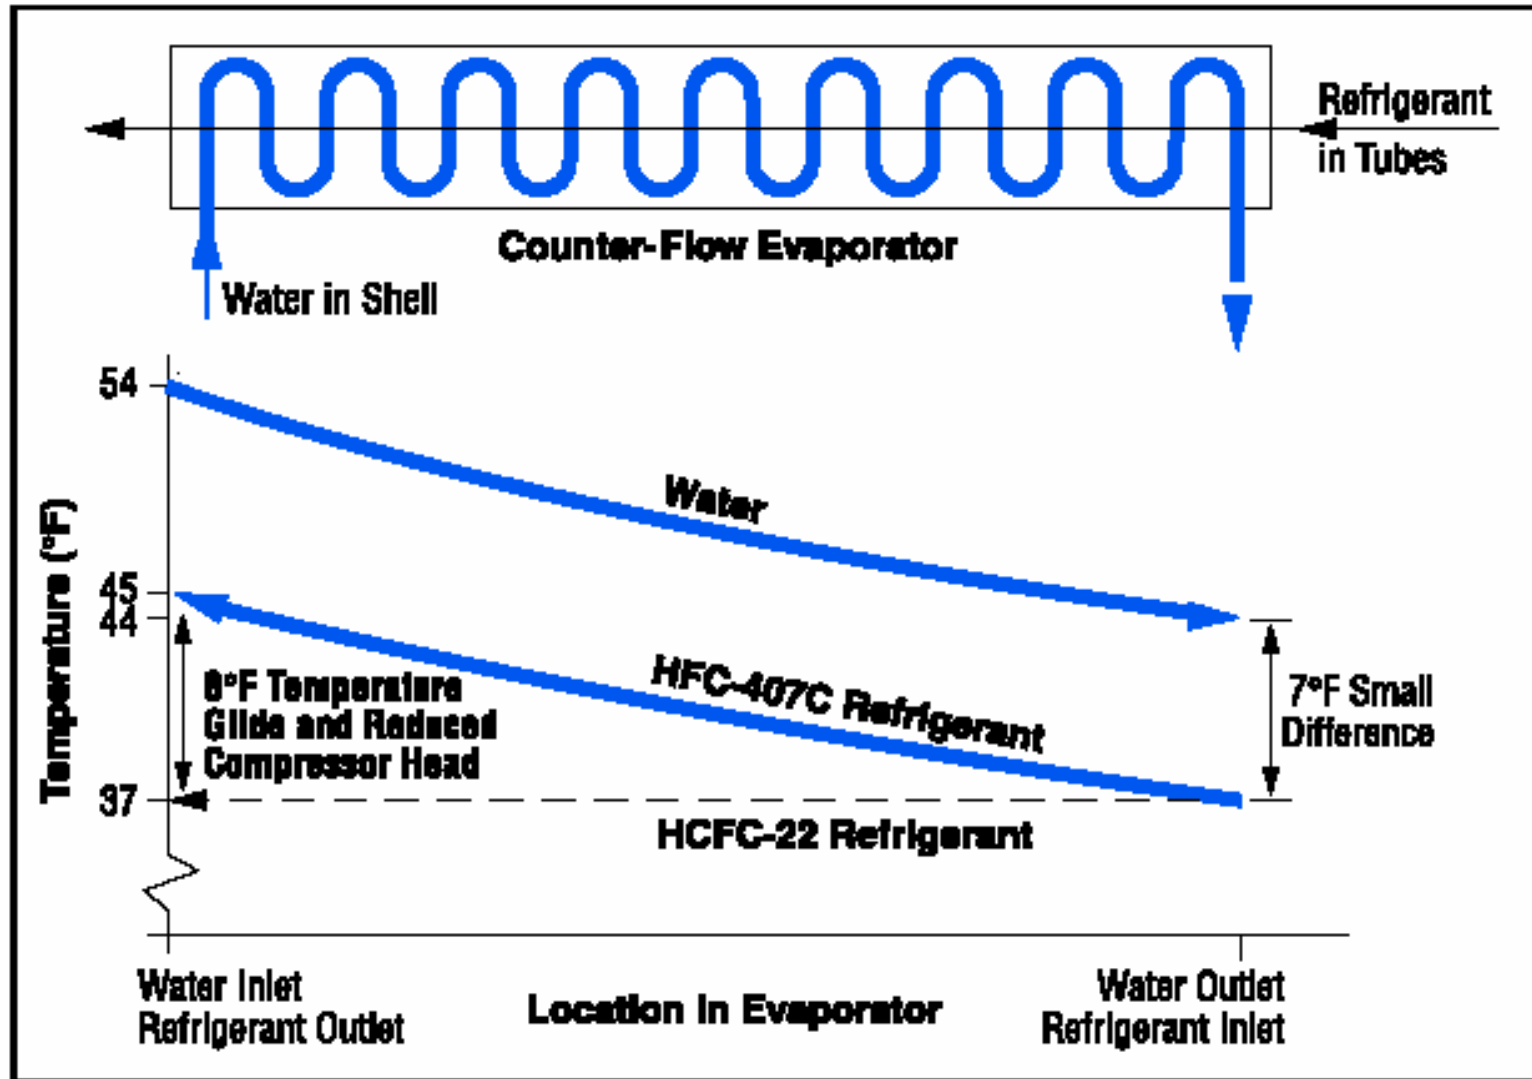 Refrigerant
in Tubes
Counter-Flow Evaporator
Water in Shell
54
Water
45
44
HFC-407C Refrigerant
8°F Temperature
Glide and Reduced
Compressor Head
7°F Small
Difference
Temperature (°F)
37
HCFC-22 Refrigerant
Water Inlet
Refrigerant Outlet
Location in Evaporator
Water Outlet
Refrigerant Inlet